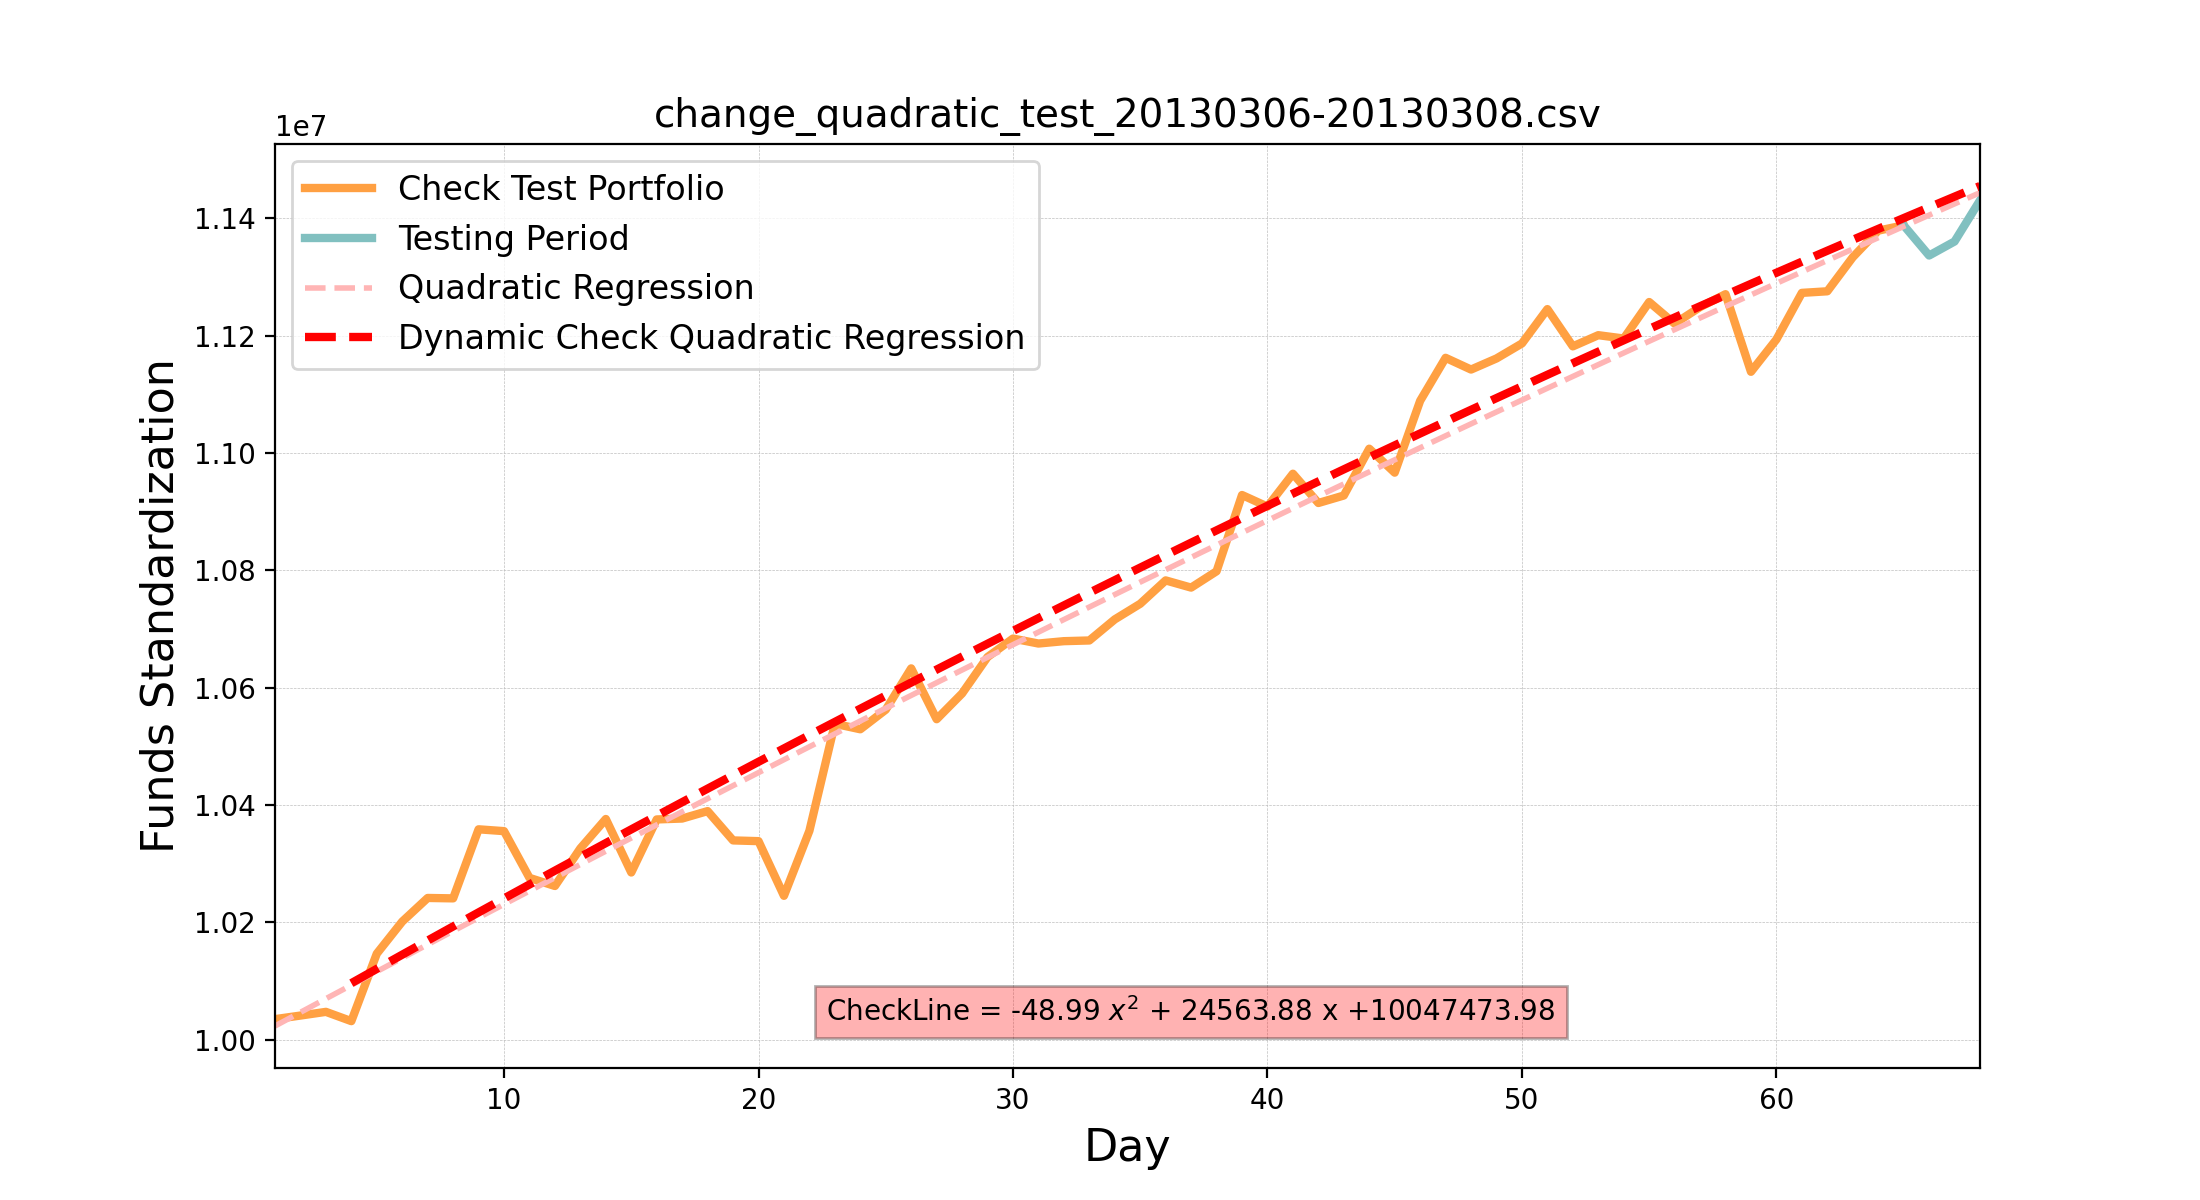 change_quadratic_test_20130306-20130308.csv
1e7
Check Test Portfolio
Testing Period
Quadratic Regression
Dynamic Check Quadratic Regression
1.14
1.12
1.10
1.08
1.06
1.04
1.02
1.00
Funds Standardization
CheckLine = -48.99 x² + 24563.88 x +10047473.98
10 20 30 40 50 60
Day